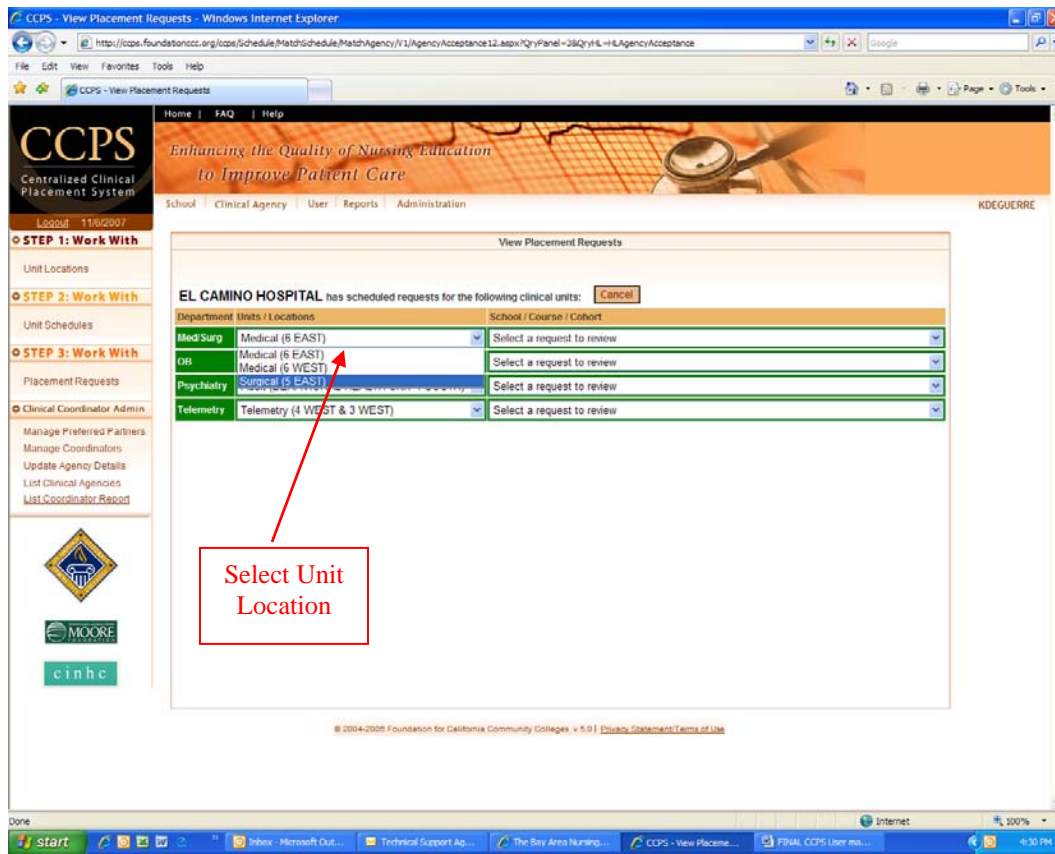 CCPS - View Placement Requests - Windows Internet Explorer
http://ccps.foundationccc.org/ccps/Schedule/MatchSchedule/MatchAgency/V1/AgencyAcceptance12.aspx?QryPanel=3&QryHL=HLAgencyAcceptance
Google
File Edit View Favorites Tools Help
CCPS - View Placement Requests
Page Tools
Home | FAQ | Help
CCPS
Centralized Clinical
Placement System
Enhancing the Quality of Nursing Education
to Improve Patient Care
Logout 11/6/2007
School Clinical Agency User Reports Administration
KDEGUERRE
STEP 1: Work With
Unit Locations
STEP 2: Work With
Unit Schedules
STEP 3: Work With
Placement Requests
Clinical Coordinator Admin
Manage Preferred Partners
Manage Coordinators
Update Agency Details
List Clinical Agencies
List Coordinator Report
MOORE
FOUNDATION
cinhc
View Placement Requests
EL CAMINO HOSPITAL has scheduled requests for the following clinical units: Cancel
Department Units / Locations School / Course / Cohort
Med/Surg Medical (6 EAST) Select a request to review
Medical (6 EAST)
OB Select a request to review
Medical (6 WEST)
Psychiatry Surgical (5 EAST) Select a request to review
Telemetry Telemetry (4 WEST & 3 WEST) Select a request to review
Select Unit
Location
© 2004-2006 Foundation for California Community Colleges v 5.0 | Privacy Statement/Terms of Use
Done Internet 100%
start Inbox - Microsoft Out... Technical Support Ag... The Bay Area Nursing... CCPS - View Placeme... FINAL CCPS User ma... 4:30 PM